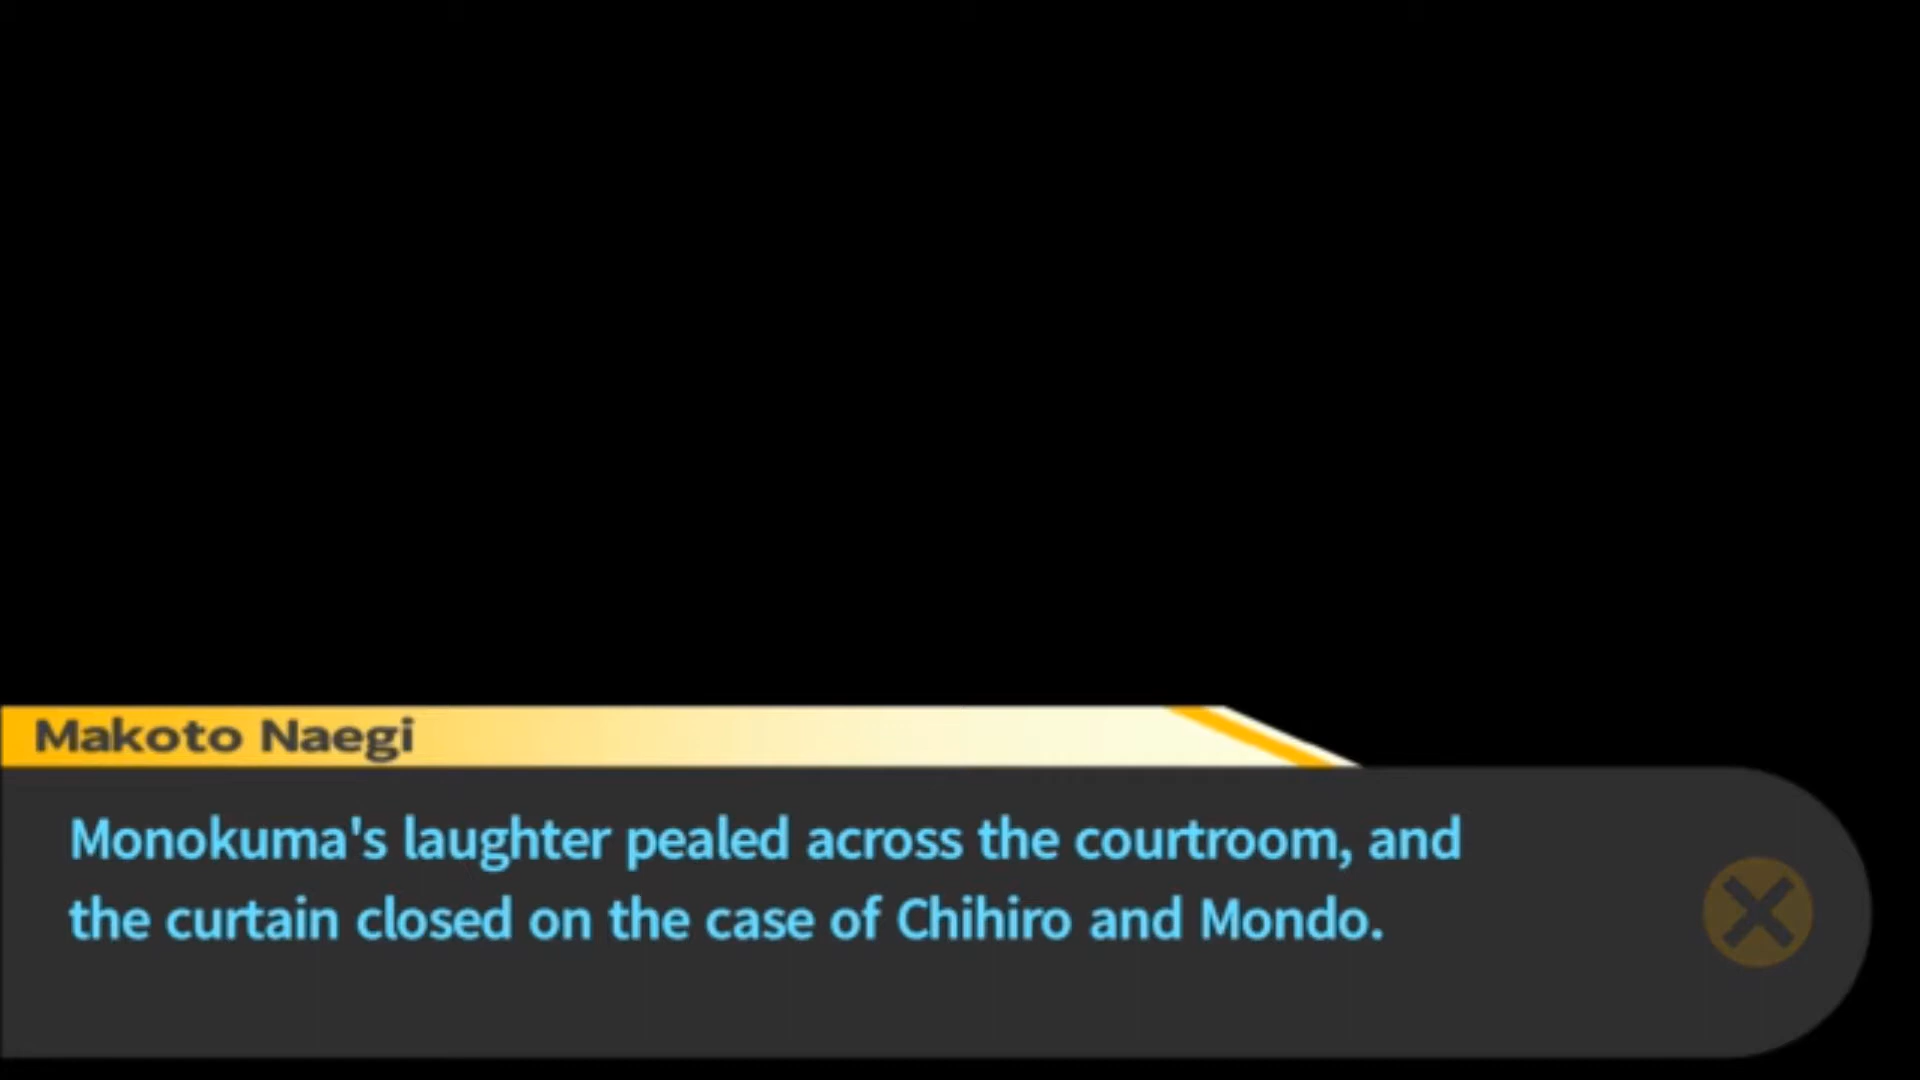 Makoto Naegi
Monokuma's laughter pealed across the courtroom, and
the curtain closed on the case of Chihiro and Mondo.